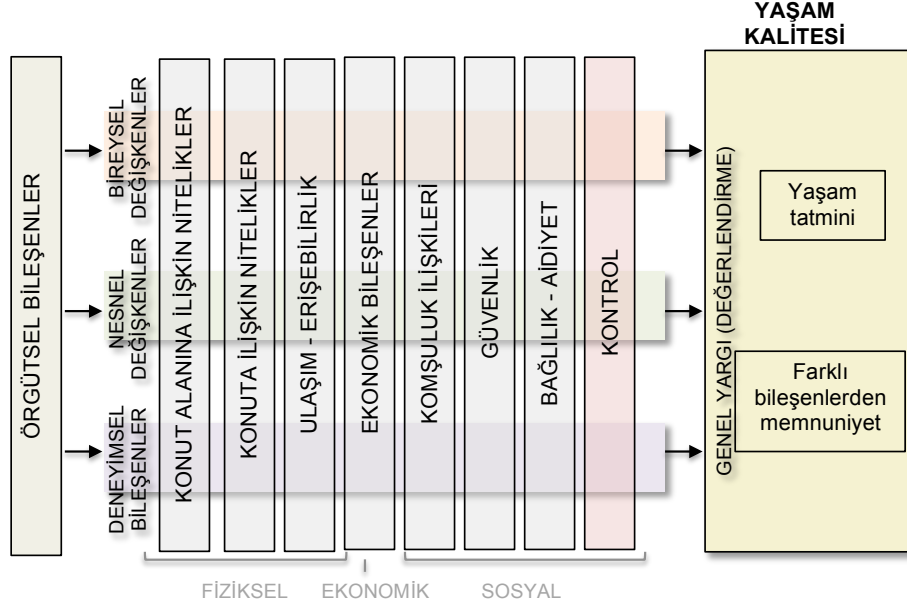 YAŞAM
KALİTESİ
ÖRGÜTSEL BİLEŞENLER
BİREYSEL
DEĞİŞKENLER
NESNEL
DEĞİŞKENLER
DENEYİMSEL
BİLEŞENLER
KONUT ALANINA İLİŞKİN NİTELİKLER
KONUTA İLİŞKİN NİTELİKLER
ULAŞIM - ERİŞEBİLİRLİK
EKONOMİK BİLEŞENLER
KOMŞULUK İLİŞKİLERİ
GÜVENLİK
BAĞLILIK - AİDİYET
KONTROL
GENEL YARGI (DEĞERLENDİRME)
Yaşam
tatmini
Farklı
bileşenlerden
memnuniyet
FİZİKSEL
EKONOMİK
SOSYAL